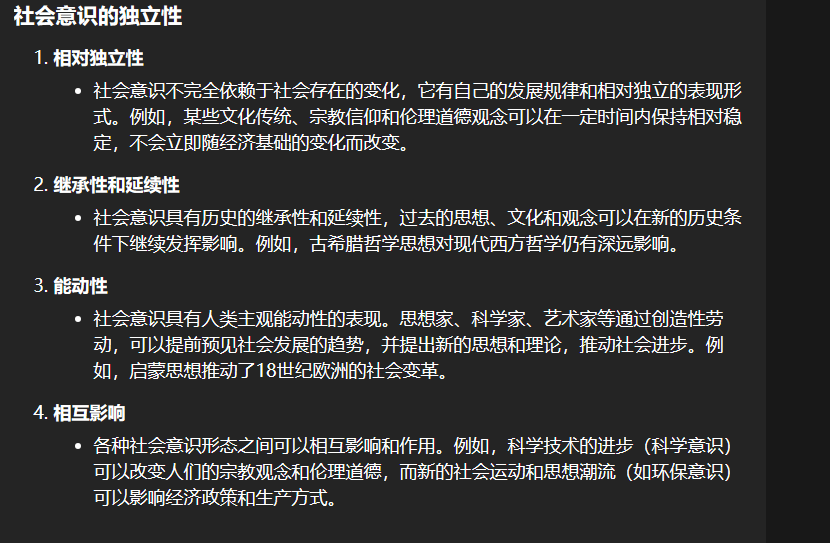 社会意识的独立性
1. 相对独立性
• 社会意识不完全依赖于社会存在的变化，它有自己的发展规律和相对独立的表现形
式。例如，某些文化传统、宗教信仰和伦理道德观念可以在一定时间内保持相对稳
定，不会立即随经济基础的变化而改变。
2. 继承性和延续性
• 社会意识具有历史的继承性和延续性，过去的思想、文化和观念可以在新的历史条
件下继续发挥影响。例如，古希腊哲学思想对现代西方哲学仍有深远影响。
3. 能动性
• 社会意识具有人类主观能动性的表现。思想家、科学家、艺术家等通过创造性劳
动，可以提前预见社会发展的趋势，并提出新的思想和理论，推动社会进步。例
如，启蒙思想推动了18世纪欧洲的社会变革。
4. 相互影响
• 各种社会意识形态之间可以相互影响和作用。例如，科学技术的进步（科学意识）
可以改变人们的宗教观念和伦理道德，而新的社会运动和思想潮流（如环保意识）
可以影响经济政策和生产方式。